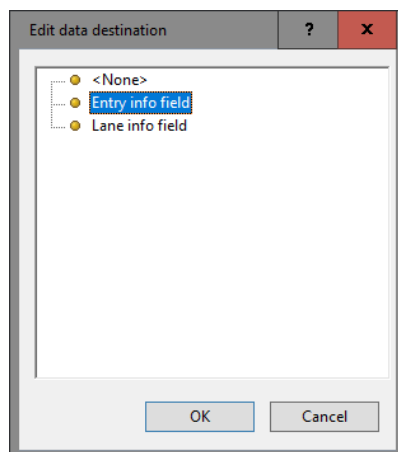 Edit data destination ? x
<None>
Entry info field
Lane info field
OK Cancel